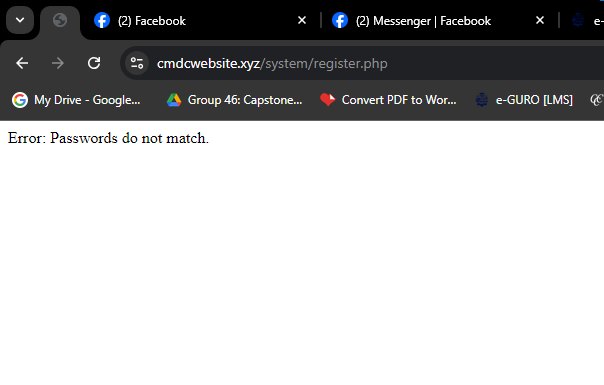 (2) Facebook
(2) Messenger | Facebook
e-
cmdcwebsite.xyz/system/register.php
My Drive - Google...
Group 46: Capstone...
Convert PDF to Wor...
e-GURO [LMS]
Error: Passwords do not match.